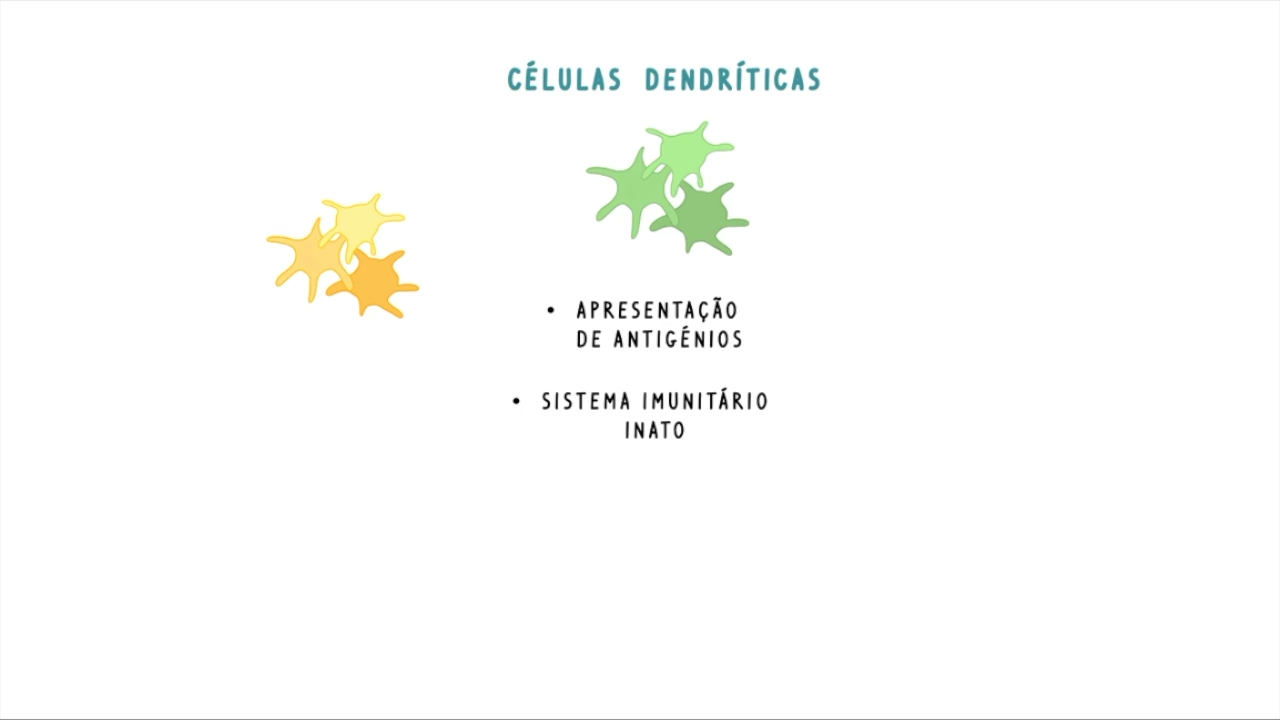 CÉLULAS DENDRÍTICAS
• APRESENTAÇÃO
DE ANTIGÉNIOS
• SISTEMA IMUNITÁRIO
INATO